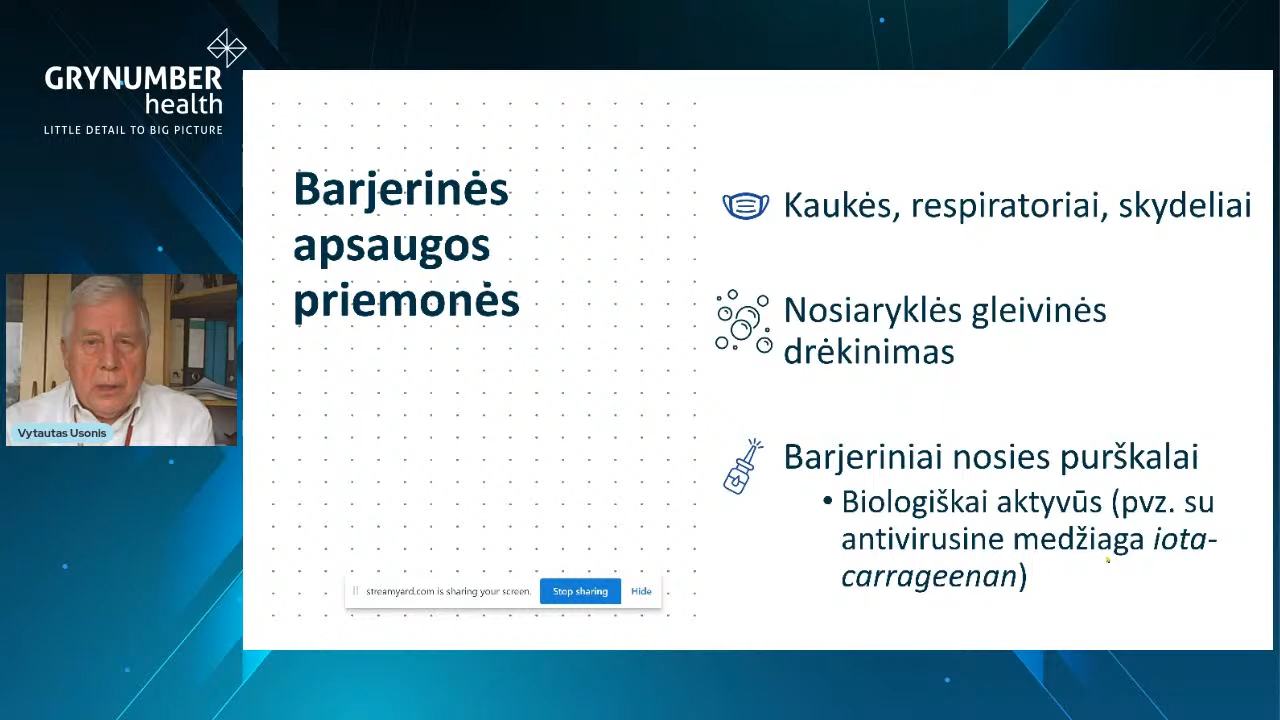 GRYNUMBER
health
LITTLE DETAIL TO BIG PICTURE
Barjerinės
apsaugos
priemonės
Kaukės, respiratoriai, skydeliai
Nosiaryklės gleivinės
drėkinimas
Barjeriniai nosies purškalai
• Biologiškai aktyvūs (pvz. su
antivirusine medžiaga iota-
carrageenan)
Vytautas Usonis
streamyard.com is sharing your screen.
Stop sharing
Hide